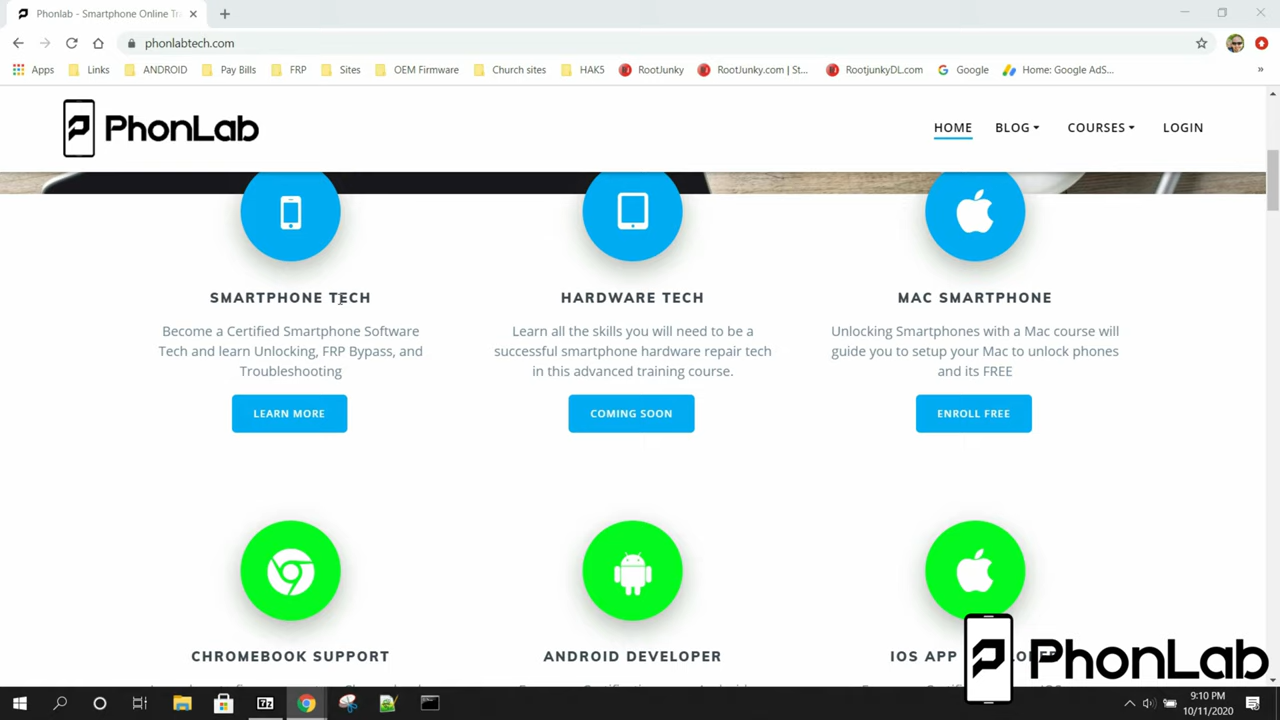 Phonlab - Smartphone Online Tr
phonlabtech.com
Apps Links ANDROID Pay Bills FRP Sites OEM Firmware Church sites HAK5 RootJunky RootJunky.com | St... RootjunkyDL.com Google Home: Google AdS... »
PhonLab
HOME BLOG COURSES LOGIN
SMARTPHONE TECH
Become a Certified Smartphone Software
Tech and learn Unlocking, FRP Bypass, and
Troubleshooting
LEARN MORE
HARDWARE TECH
Learn all the skills you will need to be a
successful smartphone hardware repair tech
in this advanced training course.
COMING SOON
MAC SMARTPHONE
Unlocking Smartphones with a Mac course will
guide you to setup your Mac to unlock phones
and its FREE
ENROLL FREE
CHROMEBOOK SUPPORT
ANDROID DEVELOPER
IOS APP
PhonLab
9:10 PM
10/11/2020